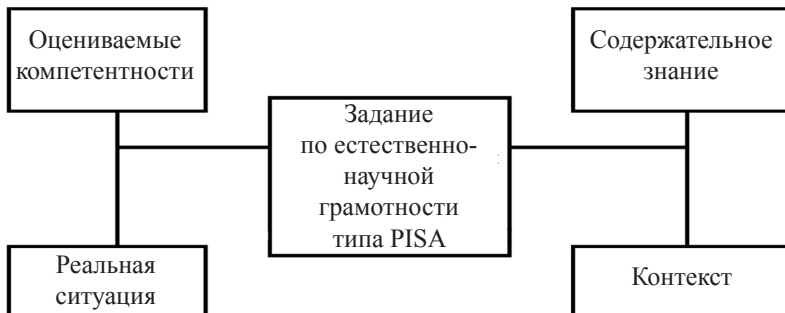 Оцениваемые
компетентности
Содержательное
знание
Задание
по естественно-
научной
грамотности
типа PISA
Реальная
ситуация
Контекст